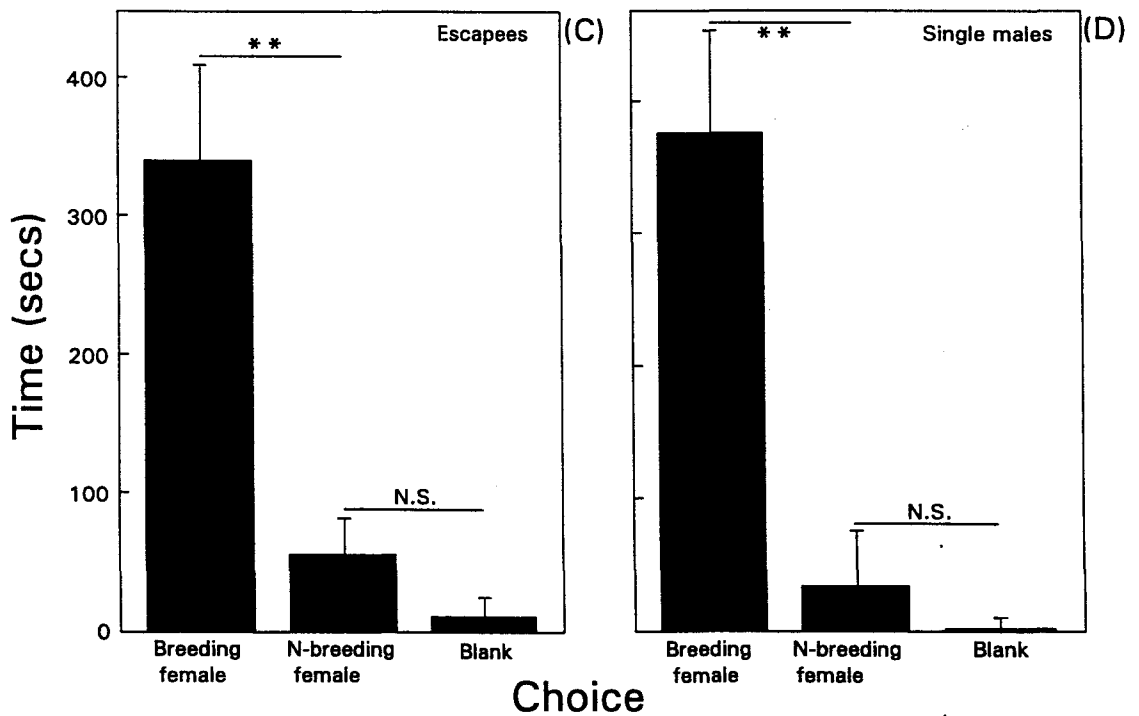 Escapees (C)
* *
Single males (D)
* *
Time (secs)
400
300
200
100
0
N.S.
N.S.
Breeding
female
N-breeding
female
Blank
Breeding
female
N-breeding
female
Blank
Choice